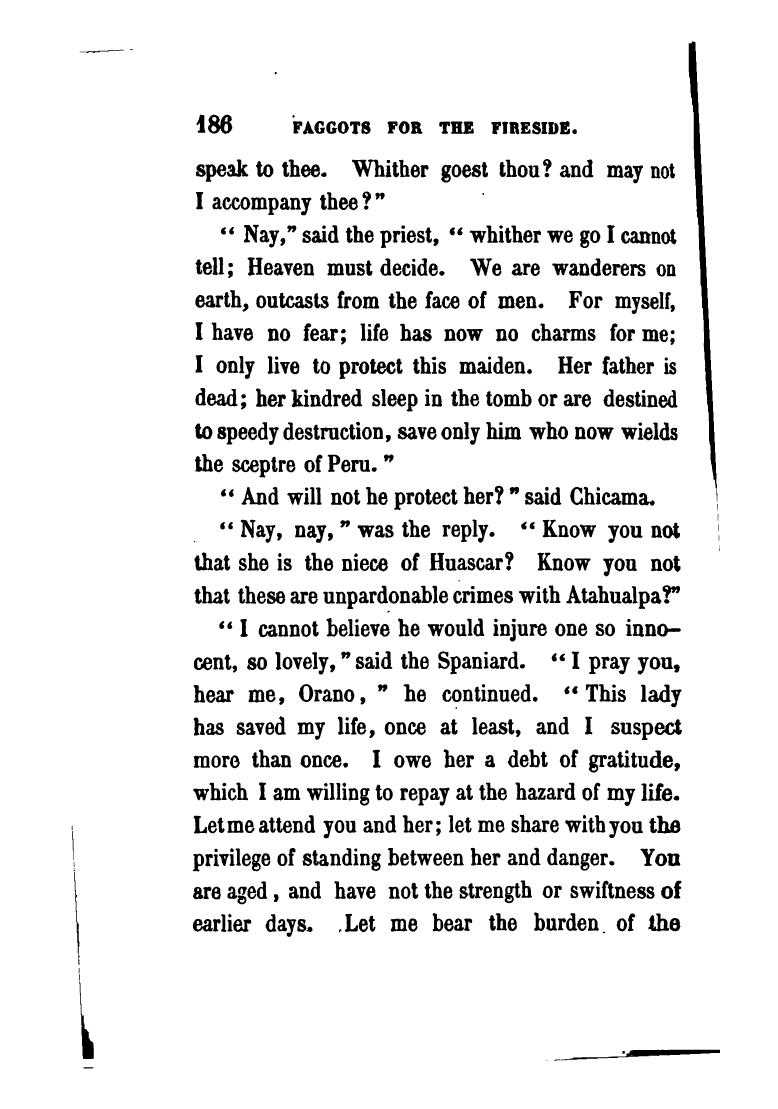 186 FAGGOTS FOR THE FIRESIDE.
speak to thee. Whither goest thou? and may not
I accompany thee?"
" Nay," said the priest, " whither we go I cannot
tell; Heaven must decide. We are wanderers on
earth, outcasts from the face of men. For myself,
I have no fear; life has now no charms for me;
I only live to protect this maiden. Her father is
dead; her kindred sleep in the tomb or are destined
to speedy destruction, save only him who now wields
the sceptre of Peru. "
" And will not he protect her? " said Chicama.
" Nay, nay, " was the reply. " Know you not
that she is the niece of Huascar? Know you not
that these are unpardonable crimes with Atahualpa?"
" I cannot believe he would injure one so inno-
cent, so lovely, " said the Spaniard. " I pray you,
hear me, Orano, " he continued. " This lady
has saved my life, once at least, and I suspect
more than once. I owe her a debt of gratitude,
which I am willing to repay at the hazard of my life.
Let me attend you and her; let me share with you the
privilege of standing between her and danger. You
are aged, and have not the strength or swiftness of
earlier days. Let me bear the burden of the